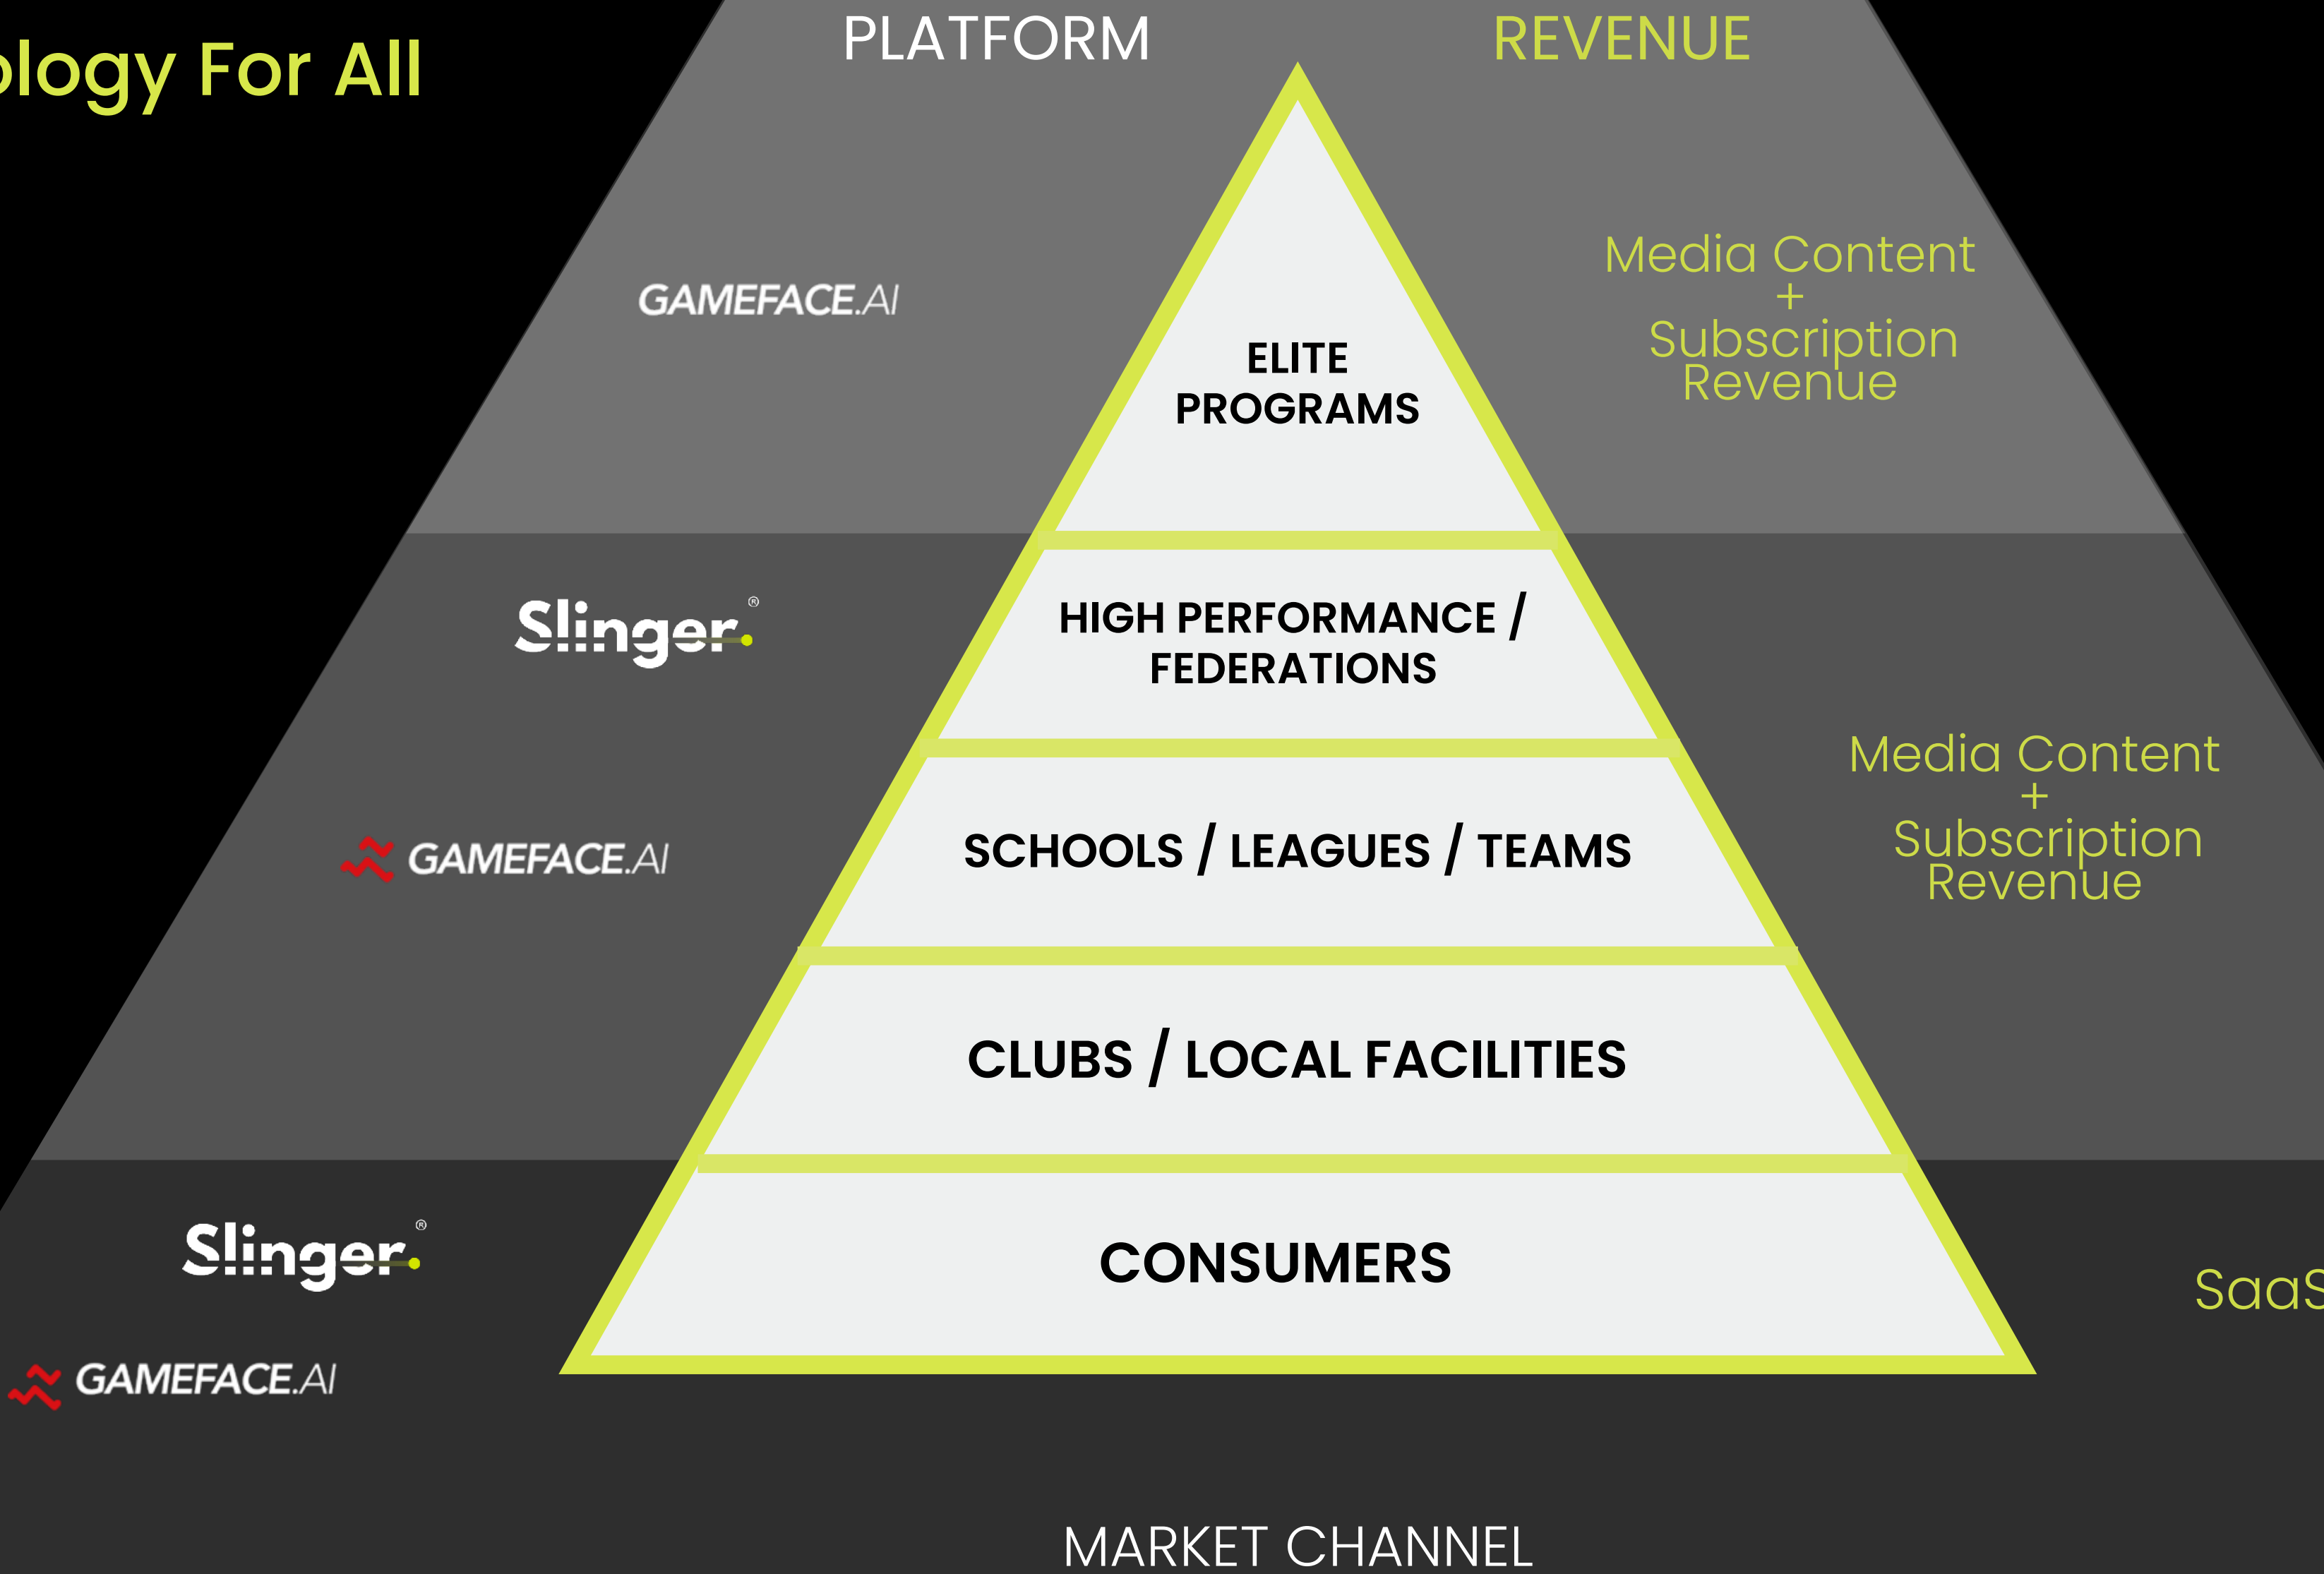 ology For All
PLATFORM
REVENUE
GAMEFACE.AI
Media Content
+
Subscription
Revenue
ELITE
PROGRAMS
Slinger®
HIGH PERFORMANCE /
FEDERATIONS
GAMEFACE.AI
SCHOOLS / LEAGUES / TEAMS
Media Content
+
Subscription
Revenue
CLUBS / LOCAL FACILITIES
Slinger®
CONSUMERS
SaaS
GAMEFACE.AI
MARKET CHANNEL